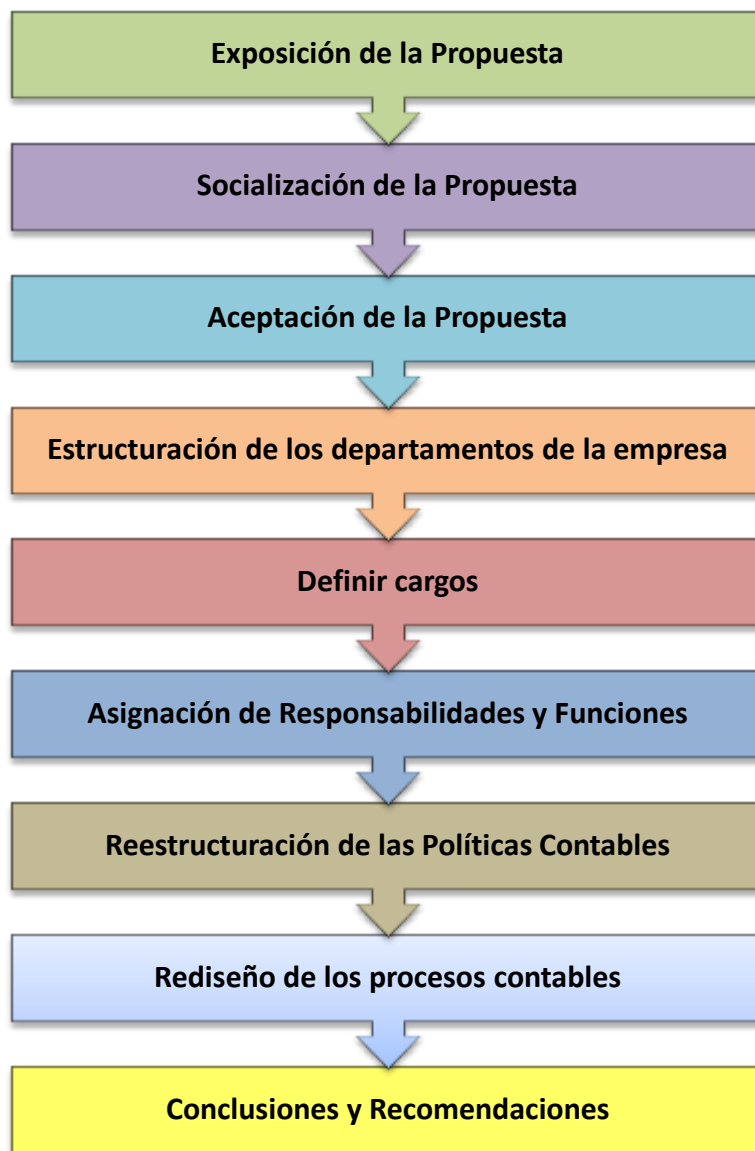 Exposición de la Propuesta
Socialización de la Propuesta
Aceptación de la Propuesta
Estructuración de los departamentos de la empresa
Definir cargos
Asignación de Responsabilidades y Funciones
Reestructuración de las Políticas Contables
Rediseño de los procesos contables
Conclusiones y Recomendaciones